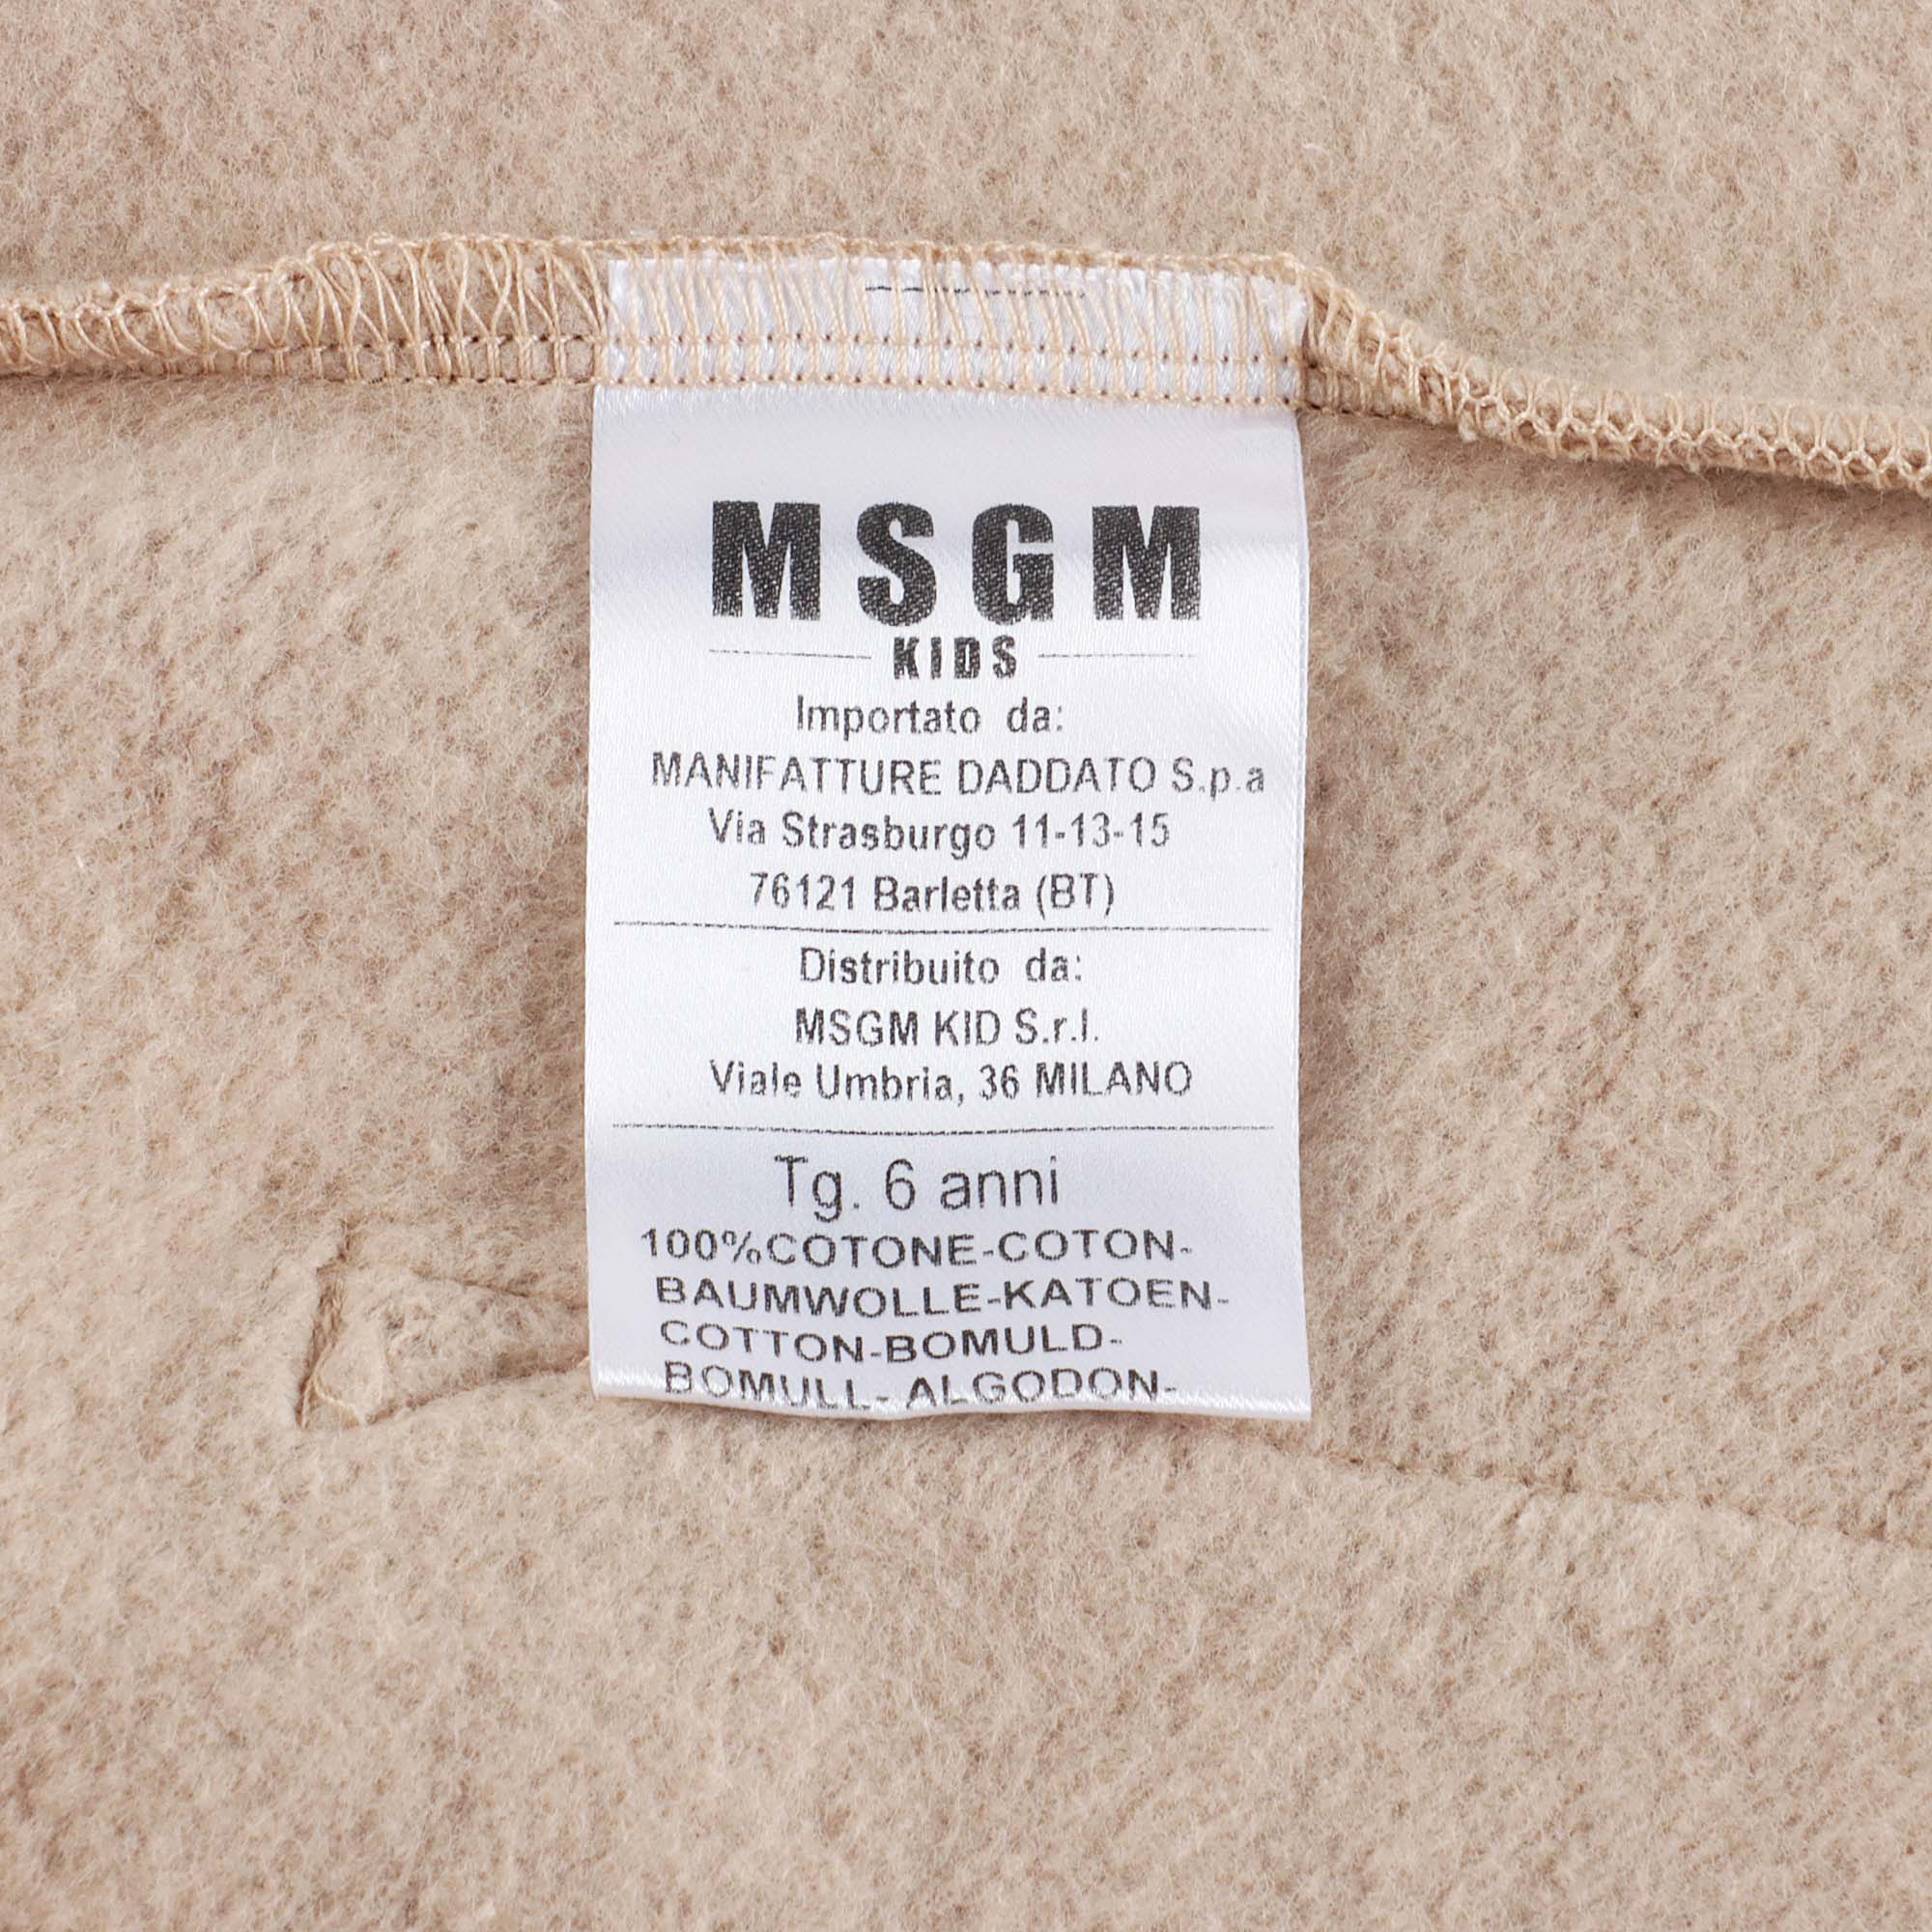 MSGM
KIDS
Importato da:
MANIFATTURE DADDATO S.p.a
Via Strasburgo 11-13-15
76121 Barletta (BT)
Distribuito da:
MSGM KID S.r.l.
Viale Umbria, 36 MILANO
Tg. 6 anni
100%COTONE-COTON-
BAUMWOLLE-KATOEN-
COTTON-BOMULD-
BOMULL- ALGODON-